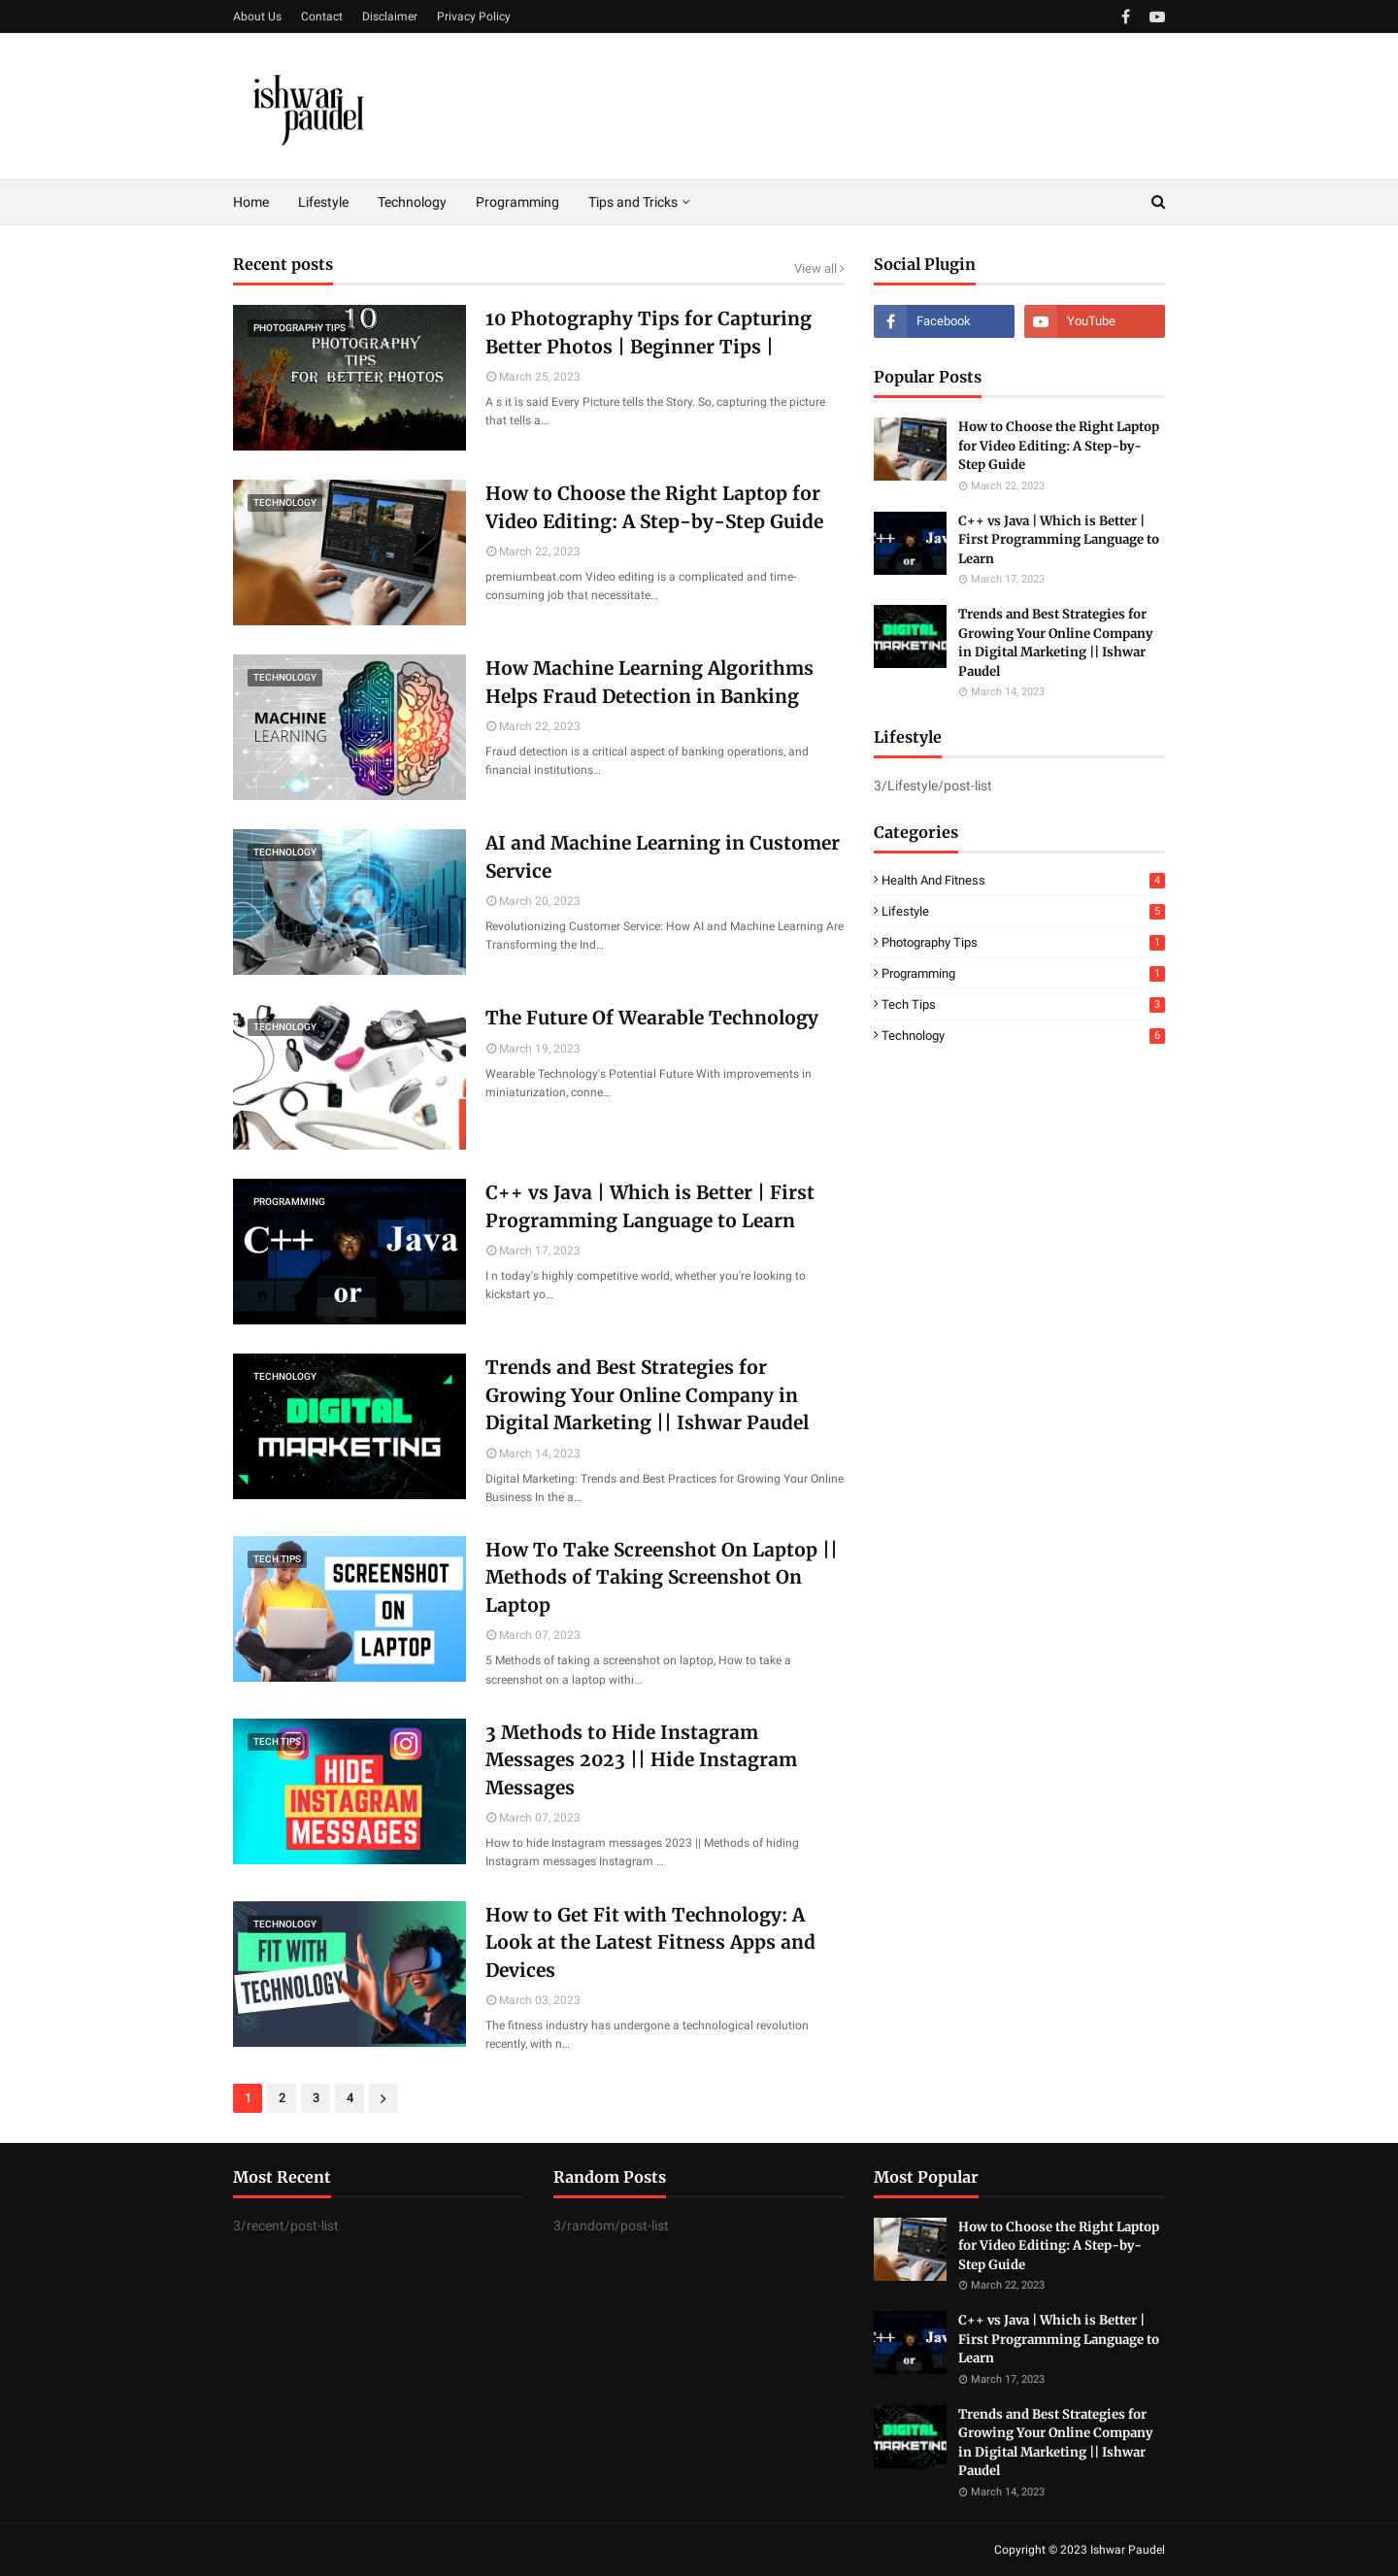 About Us Contact Disclaimer Privacy Policy
ishwar
paudel
Home Lifestyle Technology Programming Tips and Tricks
Recent posts
View all
PHOTOGRAPHY TIPS
10
PHOTOGRAPHY
TIPS
FOR BETTER PHOTOS
10 Photography Tips for Capturing
Better Photos | Beginner Tips |
March 25, 2023
A s it is said Every Picture tells the Story. So, capturing the picture
that tells a…
TECHNOLOGY
How to Choose the Right Laptop for
Video Editing: A Step-by-Step Guide
March 22, 2023
premiumbeat.com Video editing is a complicated and time-
consuming job that necessitate…
TECHNOLOGY
MACHINE
LEARNING
How Machine Learning Algorithms
Helps Fraud Detection in Banking
March 22, 2023
Fraud detection is a critical aspect of banking operations, and
financial institutions…
TECHNOLOGY
AI and Machine Learning in Customer
Service
March 20, 2023
Revolutionizing Customer Service: How AI and Machine Learning Are
Transforming the Ind…
TECHNOLOGY
The Future Of Wearable Technology
March 19, 2023
Wearable Technology's Potential Future With improvements in
miniaturization, conne…
PROGRAMMING
C++ Java
or
C++ vs Java | Which is Better | First
Programming Language to Learn
March 17, 2023
I n today's highly competitive world, whether you're looking to
kickstart yo…
TECHNOLOGY
DIGITAL
MARKETING
Trends and Best Strategies for
Growing Your Online Company in
Digital Marketing || Ishwar Paudel
March 14, 2023
Digital Marketing: Trends and Best Practices for Growing Your Online
Business In the a…
TECH TIPS
SCREENSHOT
ON
LAPTOP
How To Take Screenshot On Laptop ||
Methods of Taking Screenshot On
Laptop
March 07, 2023
5 Methods of taking a screenshot on laptop, How to take a
screenshot on a laptop withi…
TECH TIPS
HIDE
INSTAGRAM
MESSAGES
3 Methods to Hide Instagram
Messages 2023 || Hide Instagram
Messages
March 07, 2023
How to hide Instagram messages 2023 || Methods of hiding
Instagram messages Instagram …
TECHNOLOGY
FIT WITH
TECHNOLOGY
How to Get Fit with Technology: A
Look at the Latest Fitness Apps and
Devices
March 03, 2023
The fitness industry has undergone a technological revolution
recently, with n…
1 2 3 4
Social Plugin
Facebook YouTube
Popular Posts
How to Choose the Right Laptop
for Video Editing: A Step-by-
Step Guide
March 22, 2023
C++ Java
or
C++ vs Java | Which is Better |
First Programming Language to
Learn
March 17, 2023
DIGITAL
MARKETING
Trends and Best Strategies for
Growing Your Online Company
in Digital Marketing || Ishwar
Paudel
March 14, 2023
Lifestyle
3/Lifestyle/post-list
Categories
Health And Fitness 4
Lifestyle 5
Photography Tips 1
Programming 1
Tech Tips 3
Technology 6
Most Recent
3/recent/post-list
Random Posts
3/random/post-list
Most Popular
How to Choose the Right Laptop
for Video Editing: A Step-by-
Step Guide
March 22, 2023
C++ Java
or
C++ vs Java | Which is Better |
First Programming Language to
Learn
March 17, 2023
DIGITAL
MARKETING
Trends and Best Strategies for
Growing Your Online Company
in Digital Marketing || Ishwar
Paudel
March 14, 2023
Copyright © 2023 Ishwar Paudel